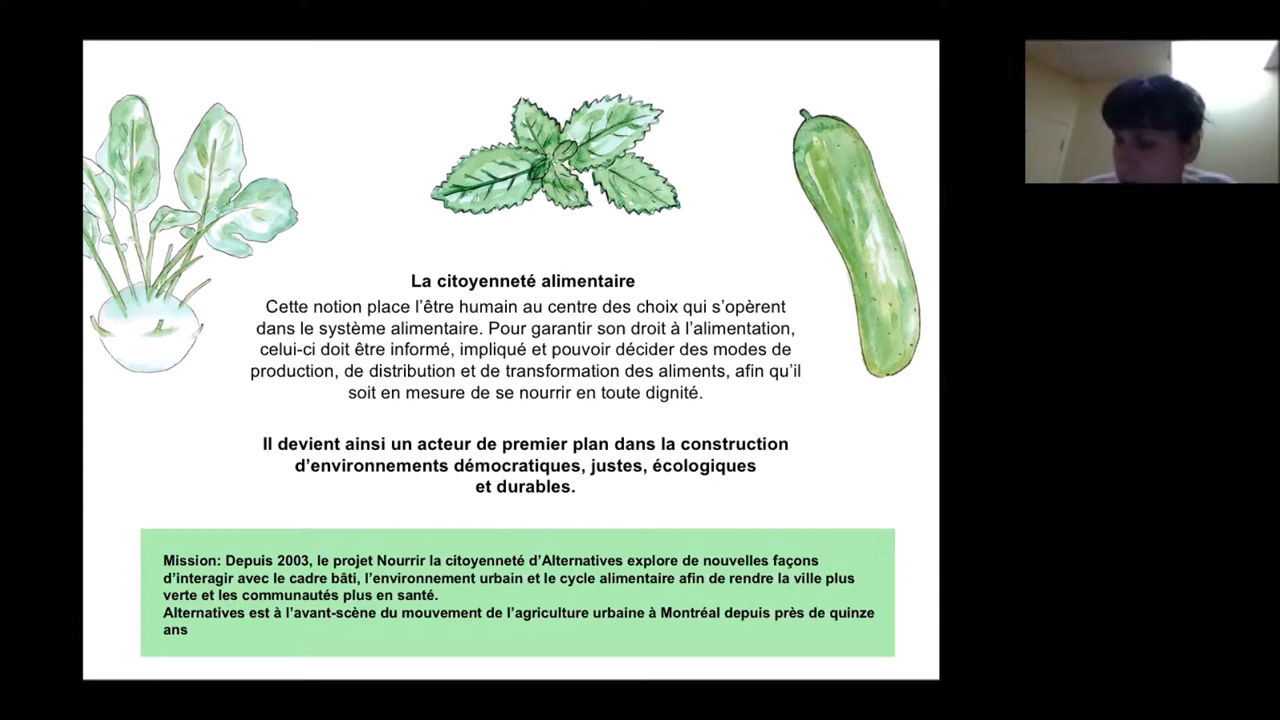 La citoyenneté alimentaire
Cette notion place l’être humain au centre des choix qui s’opèrent
dans le système alimentaire. Pour garantir son droit à l’alimentation,
celui-ci doit être informé, impliqué et pouvoir décider des modes de
production, de distribution et de transformation des aliments, afin qu’il
soit en mesure de se nourrir en toute dignité.
Il devient ainsi un acteur de premier plan dans la construction
d’environnements démocratiques, justes, écologiques
et durables.
Mission: Depuis 2003, le projet Nourrir la citoyenneté d’Alternatives explore de nouvelles façons
d’interagir avec le cadre bâti, l’environnement urbain et le cycle alimentaire afin de rendre la ville plus
verte et les communautés plus en santé.
Alternatives est à l’avant-scène du mouvement de l’agriculture urbaine à Montréal depuis près de quinze
ans